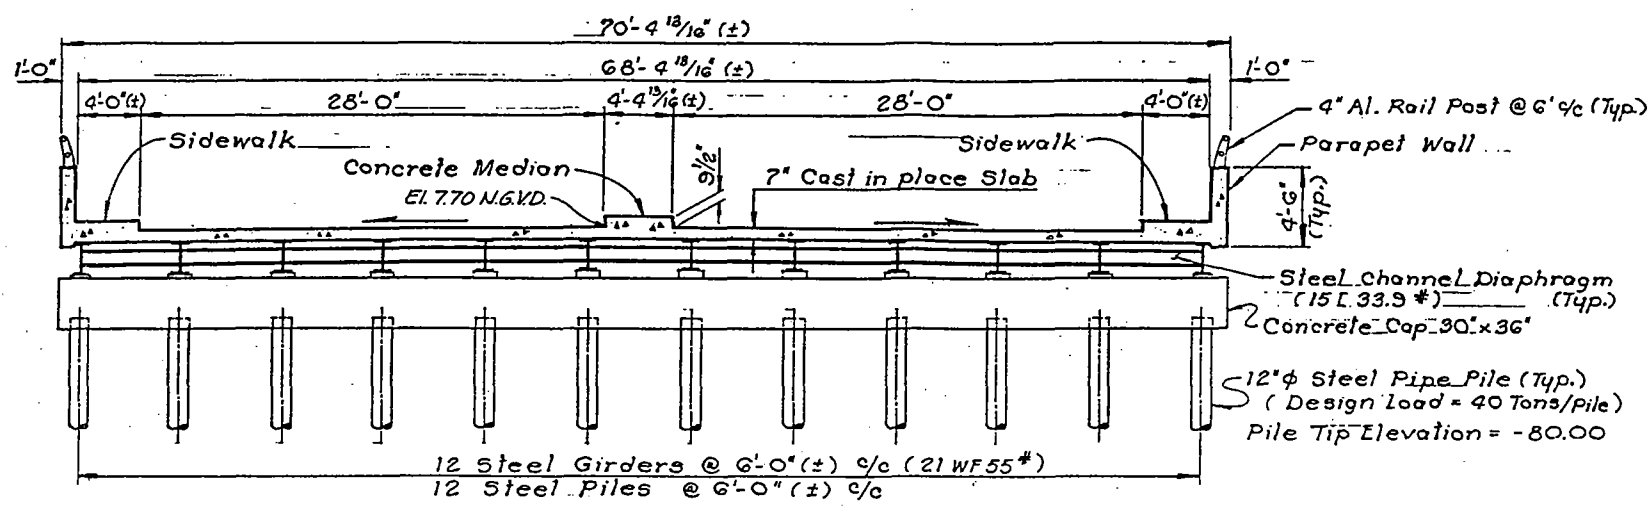 70'-4 13/16" (±)
1'-0"
68'-4 13/16" (±)
1'-0"
4'-0"(±)
28'-0"
4'-4 13/16"(±)
28'-0"
4'-0"(±)
4" Al. Rail Post @ 6' c/c (Typ.)
Sidewalk
Sidewalk
Parapet Wall
Concrete Median
9½"
7" Cast in place Slab
El. 7.70 N.G.V.D.
4'-6"
(Typ.)
Steel Channel Diaphragm
(15 [ 33.9 #) (Typ.)
Concrete Cap 30" x 36"
12" ϕ Steel Pipe Pile (Typ.)
(Design Load = 40 Tons/pile)
Pile Tip Elevation = -80.00
12 Steel Girders @ 6'-0" (±) c/c (21 WF 55#)
12 Steel Piles @ 6'-0" (±) c/c